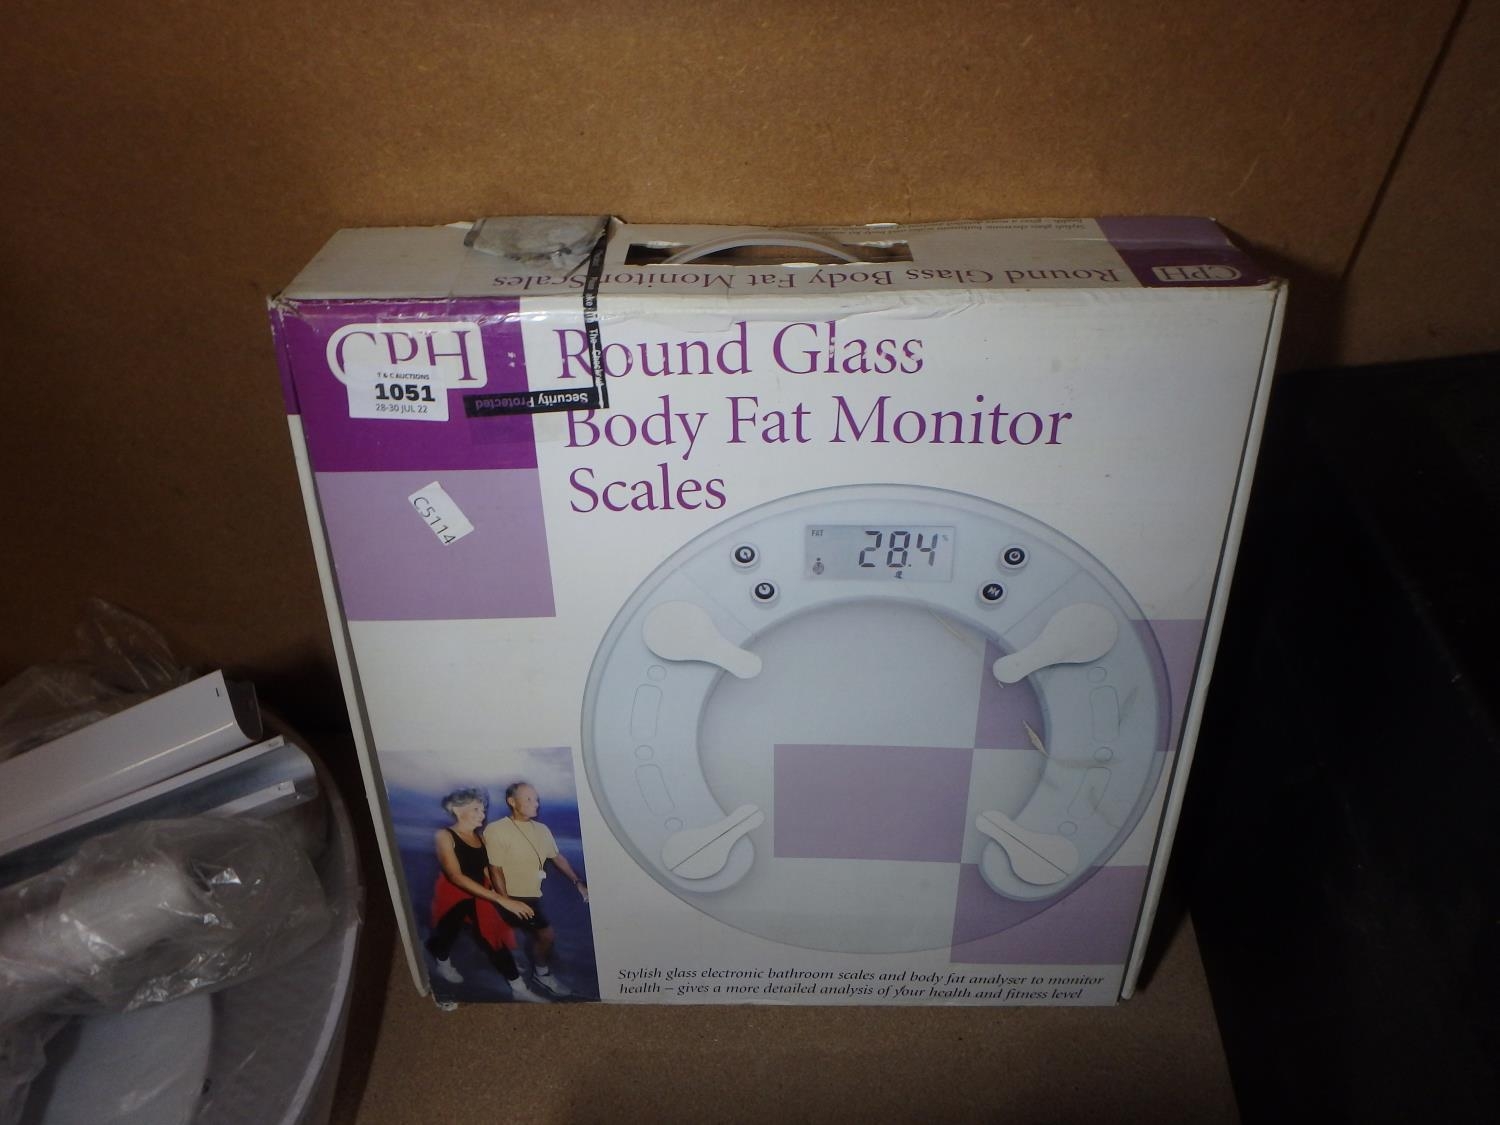 Round Glass Body Fat Monitor Scales
CPH
CPH
T & C AUCTIONS
1051
28-30 JUL 22
Security Protected
C5114
Round Glass
Body Fat Monitor
Scales
FAT
28.4 %
Stylish glass electronic bathroom scales and body fat analyser to monitor
health – gives a more detailed analysis of your health and fitness level